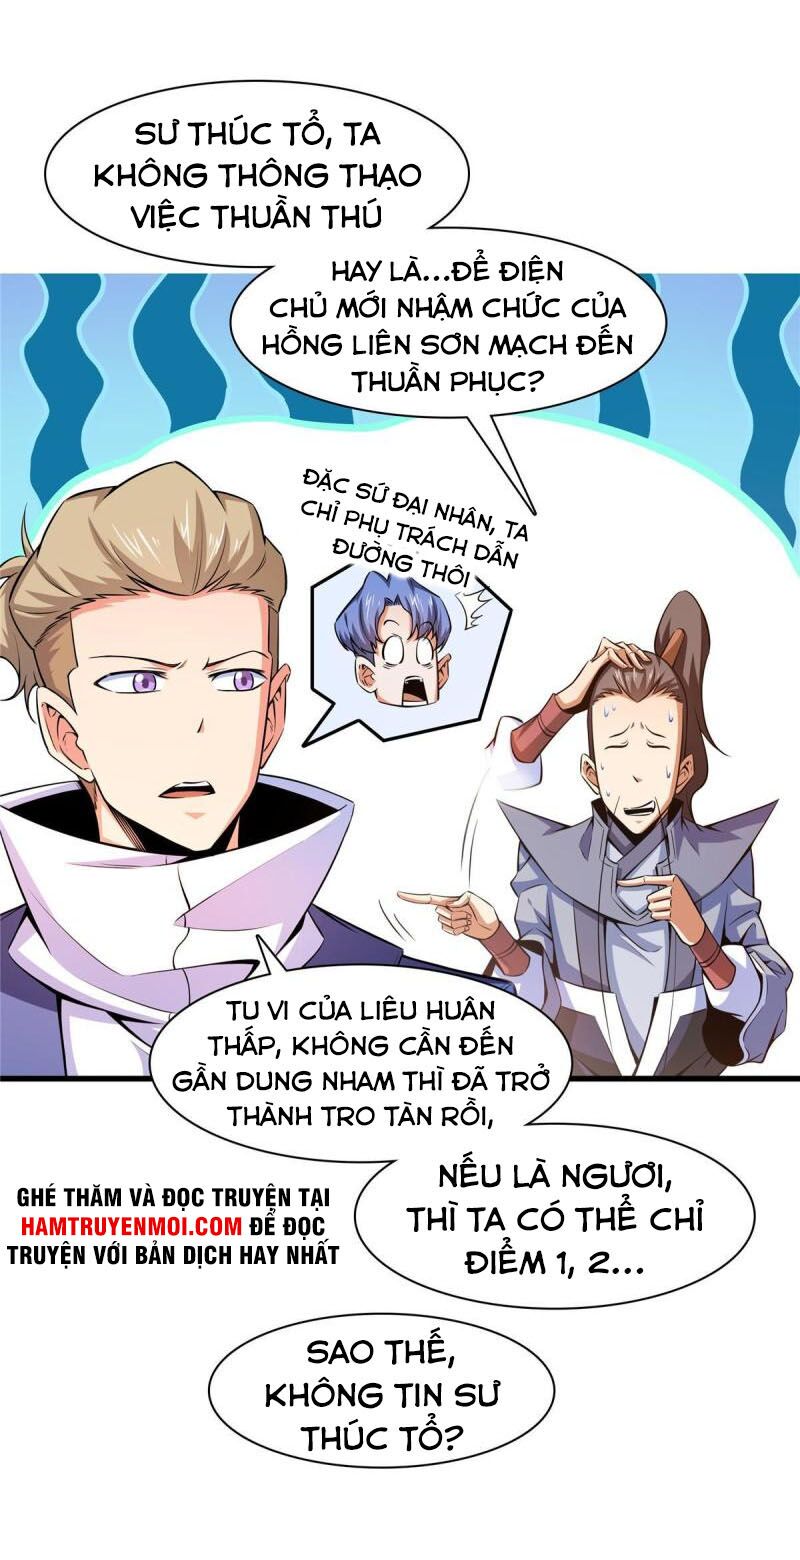 SƯ THÚC TỔ, TA
KHÔNG THÔNG THẠO
VIỆC THUẦN THÚ
HAY LÀ...ĐỂ ĐIỆN
CHỦ MỚI NHẬM CHỨC CỦA
HỒNG LIÊN SƠN MẠCH ĐẾN
THUẦN PHỤC?
ĐẶC SỨ ĐẠI NHÂN, TA
CHỈ PHỤ TRÁCH DẪN
ĐƯỜNG THÔI
TU VI CỦA LIÊU HUÂN
THẤP, KHÔNG CẦN ĐẾN
GẦN DUNG NHAM THÌ ĐÃ TRỞ
THÀNH TRO TÀN RỒI,
NẾU LÀ NGƯƠI,
THÌ TA CÓ THỂ CHỈ
ĐIỂM 1, 2...
GHÉ THĂM VÀ ĐỌC TRUYỆN TẠI
HAMTRUYENMOI.COM ĐỂ ĐỌC
TRUYỆN VỚI BẢN DỊCH HAY NHẤT
SAO THẾ,
KHÔNG TIN SƯ
THÚC TỔ?